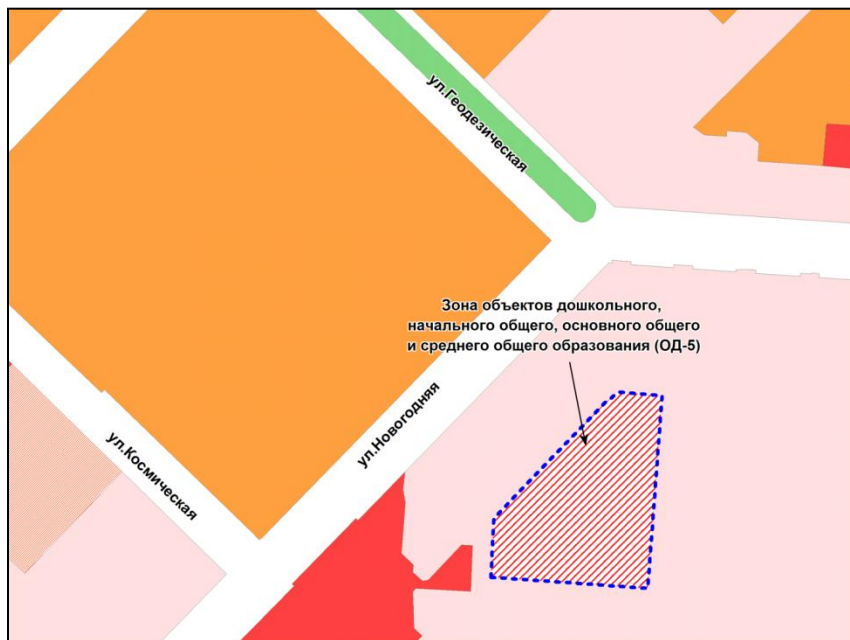 ул.Геодезическая
Зона объектов дошкольного,
начального общего, основного общего
и среднего общего образования (ОД-5)
ул.Новогодняя
ул.Космическая